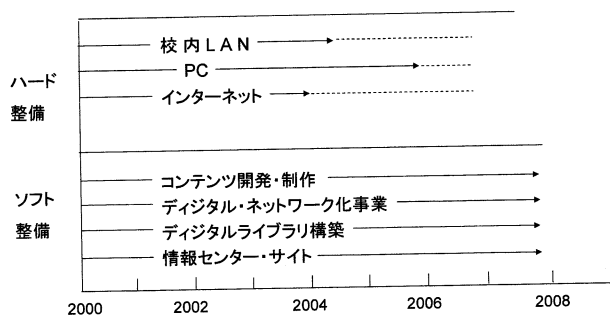 校内LAN
PC
インターネット
ハード
整備
コンテンツ開発・制作
ディジタル・ネットワーク化事業
ディジタルライブラリ構築
情報センター・サイト
ソフト
整備
2000 2002 2004 2006 2008